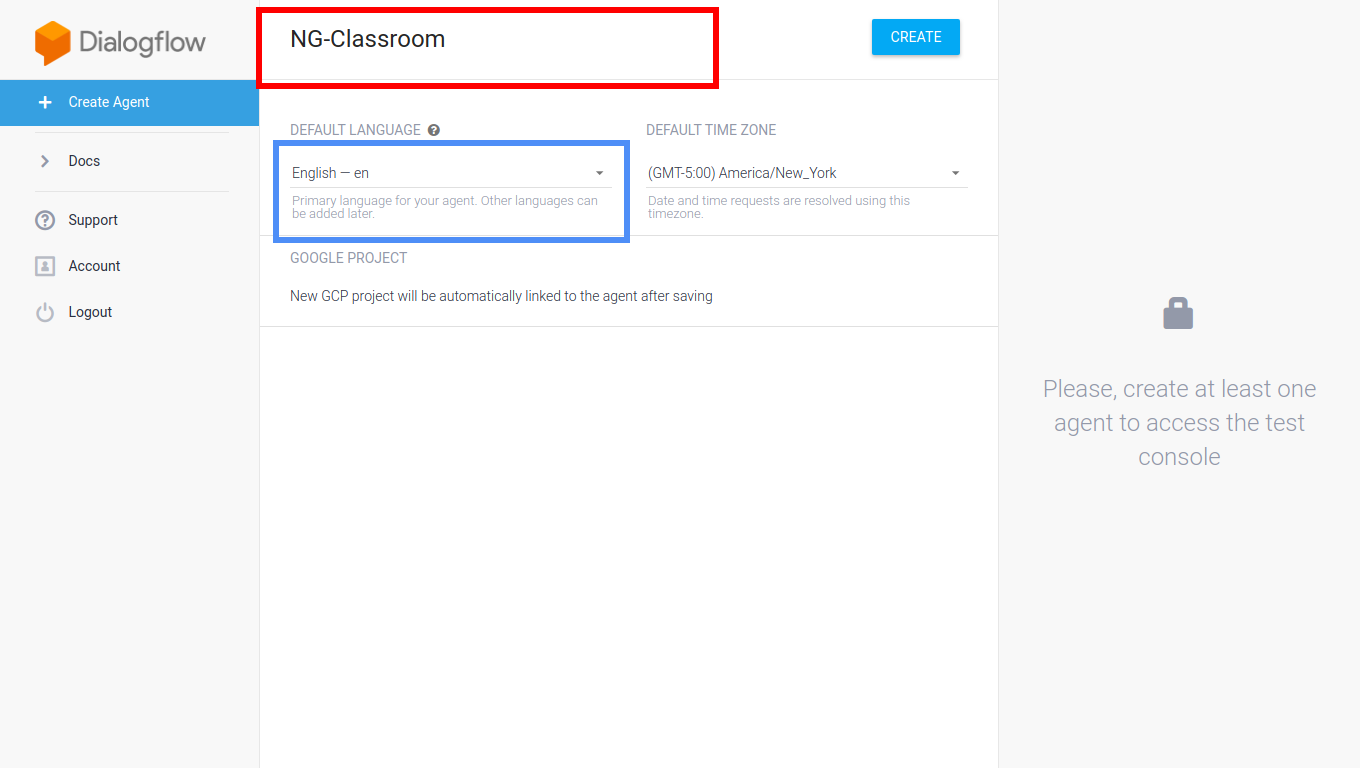 Dialogflow
Create Agent
Docs
Support
Account
Logout
NG-Classroom
CREATE
DEFAULT LANGUAGE ?
English — en
Primary language for your agent. Other languages can
be added later.
DEFAULT TIME ZONE
(GMT-5:00) America/New_York
Date and time requests are resolved using this
timezone.
GOOGLE PROJECT
New GCP project will be automatically linked to the agent after saving
Please, create at least one
agent to access the test
console